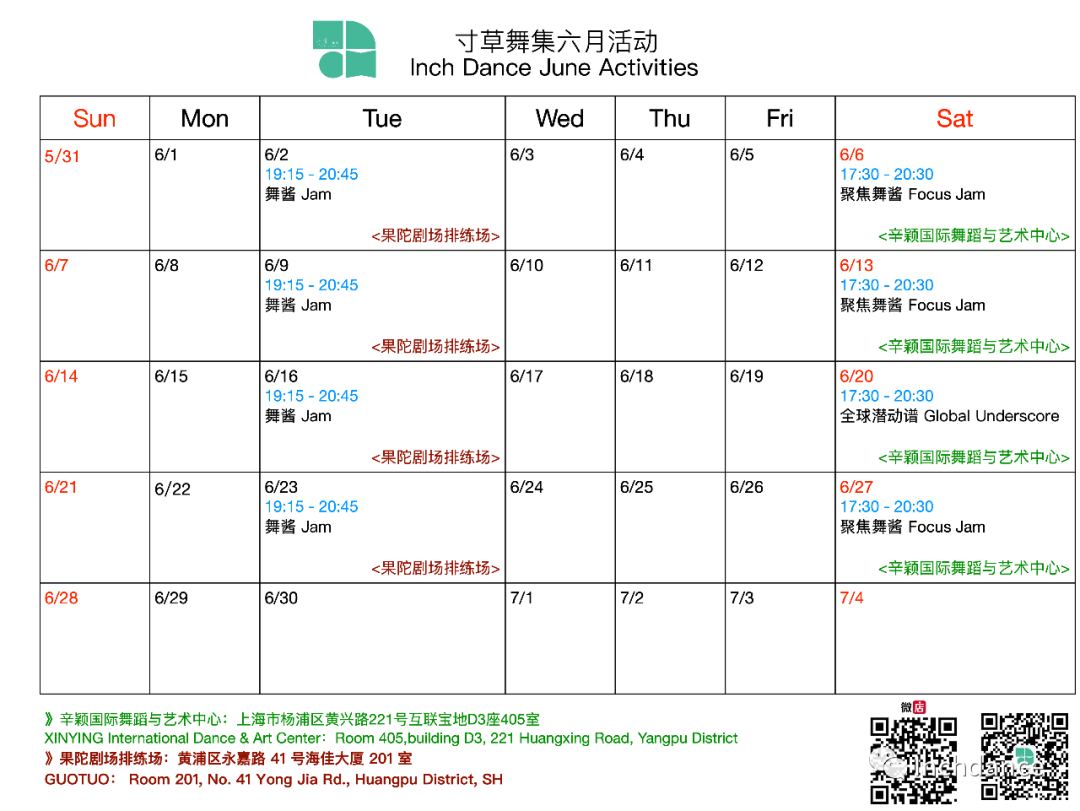 寸草舞集六月活动
Inch Dance June Activities
Sun Mon Tue Wed Thu Fri Sat
5/31 6/1 6/2 6/3 6/4 6/5 6/6
19:15 - 20:45 17:30 - 20:30
舞酱 Jam 聚焦舞酱 Focus Jam
<果陀剧场排练场> <辛颖国际舞蹈与艺术中心>
6/7 6/8 6/9 6/10 6/11 6/12 6/13
19:15 - 20:45 17:30 - 20:30
舞酱 Jam 聚焦舞酱 Focus Jam
<果陀剧场排练场> <辛颖国际舞蹈与艺术中心>
6/14 6/15 6/16 6/17 6/18 6/19 6/20
19:15 - 20:45 17:30 - 20:30
舞酱 Jam 全球潜动谱 Global Underscore
<果陀剧场排练场> <辛颖国际舞蹈与艺术中心>
6/21 6/22 6/23 6/24 6/25 6/26 6/27
19:15 - 20:45 17:30 - 20:30
舞酱 Jam 聚焦舞酱 Focus Jam
<果陀剧场排练场> <辛颖国际舞蹈与艺术中心>
6/28 6/29 6/30 7/1 7/2 7/3 7/4
》辛颖国际舞蹈与艺术中心：上海市杨浦区黄兴路221号互联宝地D3座405室
XINYING International Dance & Art Center：Room 405,building D3, 221 Huangxing Road, Yangpu District
》果陀剧场排练场：黄浦区永嘉路 41 号海佳大厦 201 室
GUOTUO： Room 201, No. 41 Yong Jia Rd., Huangpu District, SH
微店